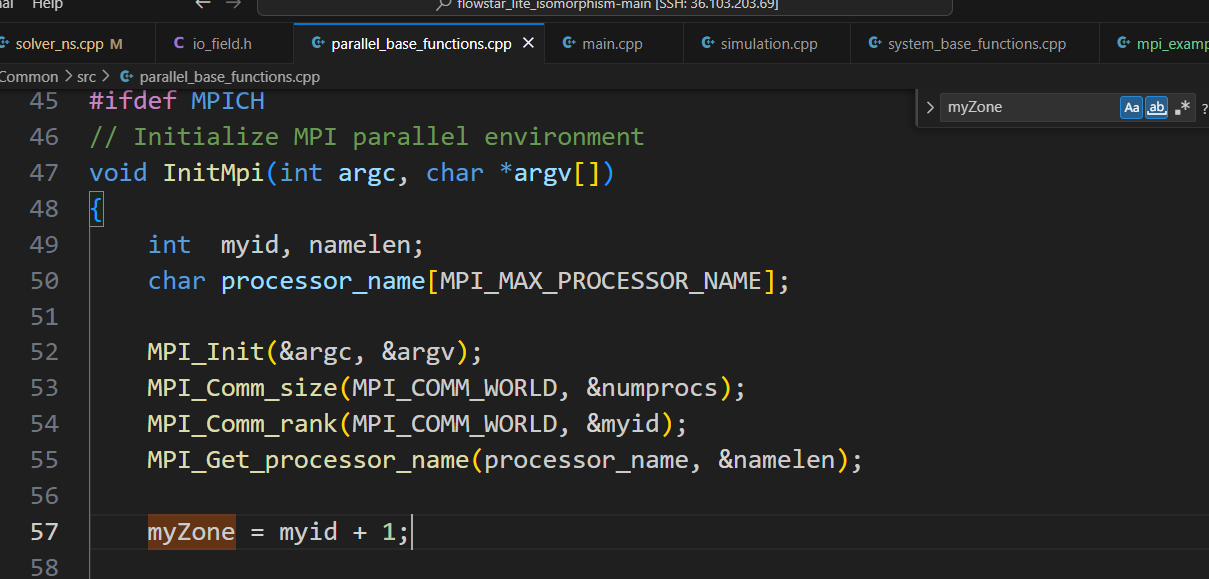 Help
flowstar_lite_isomorphism-main [SSH: 36.103.203.69]
solver_ns.cpp M
io_field.h
parallel_base_functions.cpp
main.cpp
simulation.cpp
system_base_functions.cpp
Common > src > parallel_base_functions.cpp
myZone Aa ab. .* ?
45 #ifdef MPICH
46 // Initialize MPI parallel environment
47 void InitMpi(int argc, char *argv[])
48 {
49 int myid, namelen;
50 char processor_name[MPI_MAX_PROCESSOR_NAME];
51
52 MPI_Init(&argc, &argv);
53 MPI_Comm_size(MPI_COMM_WORLD, &numprocs);
54 MPI_Comm_rank(MPI_COMM_WORLD, &myid);
55 MPI_Get_processor_name(processor_name, &namelen);
56
57 myZone = myid + 1;
58